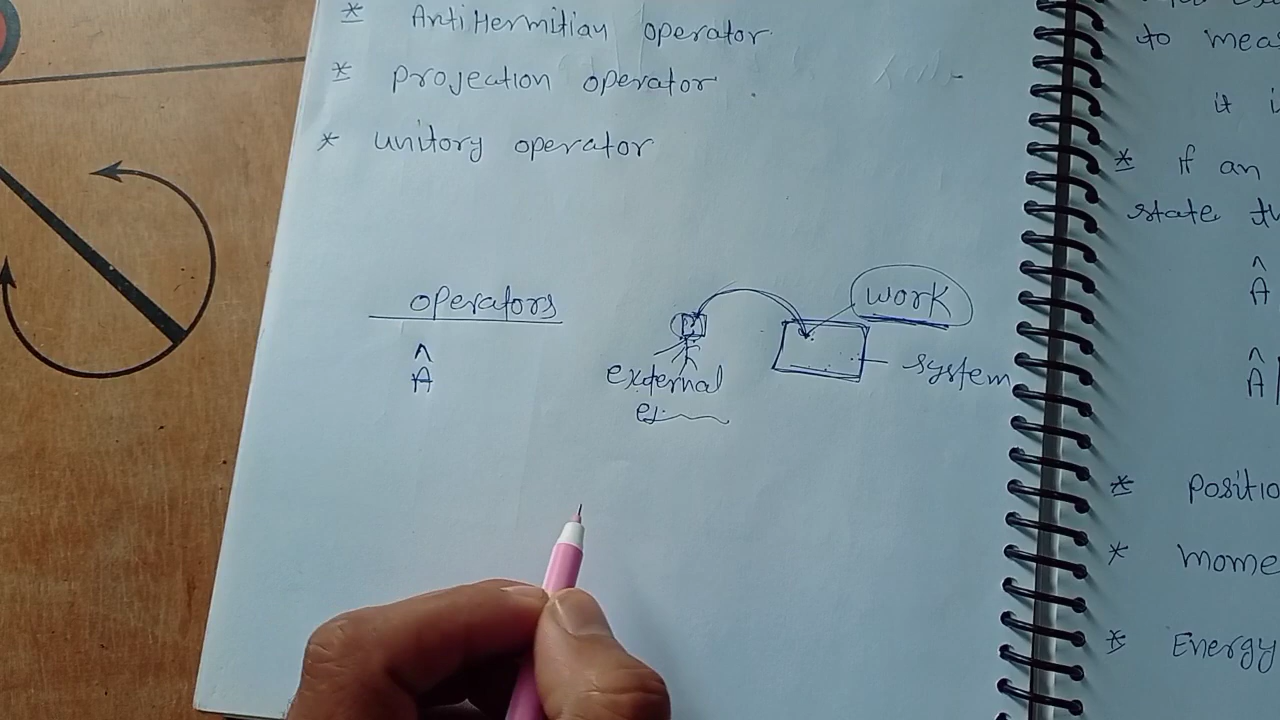 * AntiHermitian operator
* projection operator
* unitory operator
operators
Â
work
external
system
to mea
it i
* If an
state th
Â
Â|
* positio
* mome
* Energy